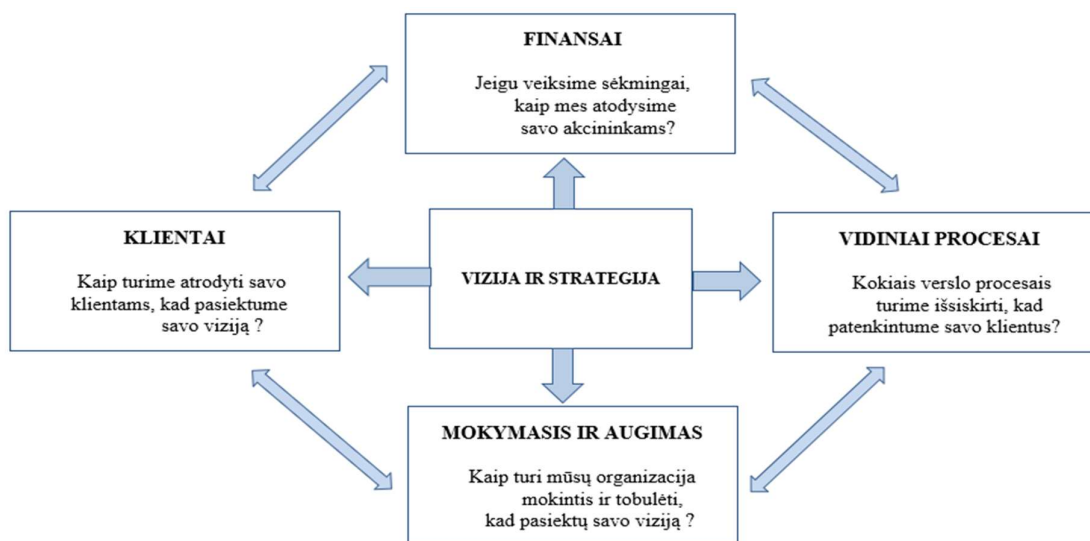 FINANSAI
Jeigu veiksime sėkmingai,
kaip mes atodysime
savo akcininkams?
KLIENTAI
Kaip turime atrodyti savo
klientams, kad pasiektume
savo viziją ?
VIZIJA IR STRATEGIJA
VIDINIAI PROCESAI
Kokiais verslo procesais
turime išsiskirti, kad
patenkintume savo klientus?
MOKYMASIS IR AUGIMAS
Kaip turi mūsų organizacija
mokintis ir tobulėti,
kad pasiektų savo viziją ?